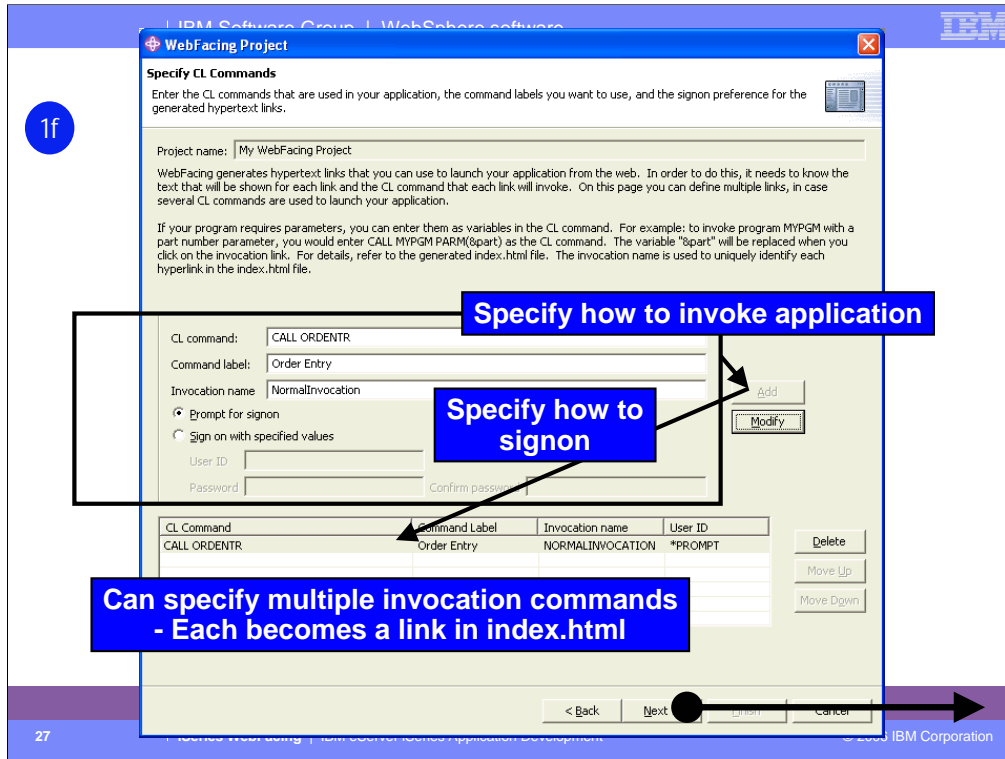 IBM Software Group | WebSphere software
IBM
WebFacing Project
Specify CL Commands
Enter the CL commands that are used in your application, the command labels you want to use, and the signon preference for the
generated hypertext links.
1f
Project name: My WebFacing Project
WebFacing generates hypertext links that you can use to launch your application from the web. In order to do this, it needs to know the
text that will be shown for each link and the CL command that each link will invoke. On this page you can define multiple links, in case
several CL commands are used to launch your application.
If your program requires parameters, you can enter them as variables in the CL command. For example: to invoke program MYPGM with a
part number parameter, you would enter CALL MYPGM PARM(&part) as the CL command. The variable "&part" will be replaced when you
click on the invocation link. For details, refer to the generated index.html file. The invocation name is used to uniquely identify each
hyperlink in the index.html file.
Specify how to invoke application
CL command: CALL ORDENTR
Command label: Order Entry
Invocation name NormalInvocation
Add
Prompt for signon
Specify how to
signon
Modify
Sign on with specified values
User ID
Password Confirm password
CL Command Command Label Invocation name User ID
CALL ORDENTR Order Entry NORMALINVOCATION *PROMPT
Delete
Move Up
Move Down
Can specify multiple invocation commands
- Each becomes a link in index.html
< Back Next Finish Cancel
27 | iSeries WebFacing | IBM eServer iSeries Application Development © IBM Corporation